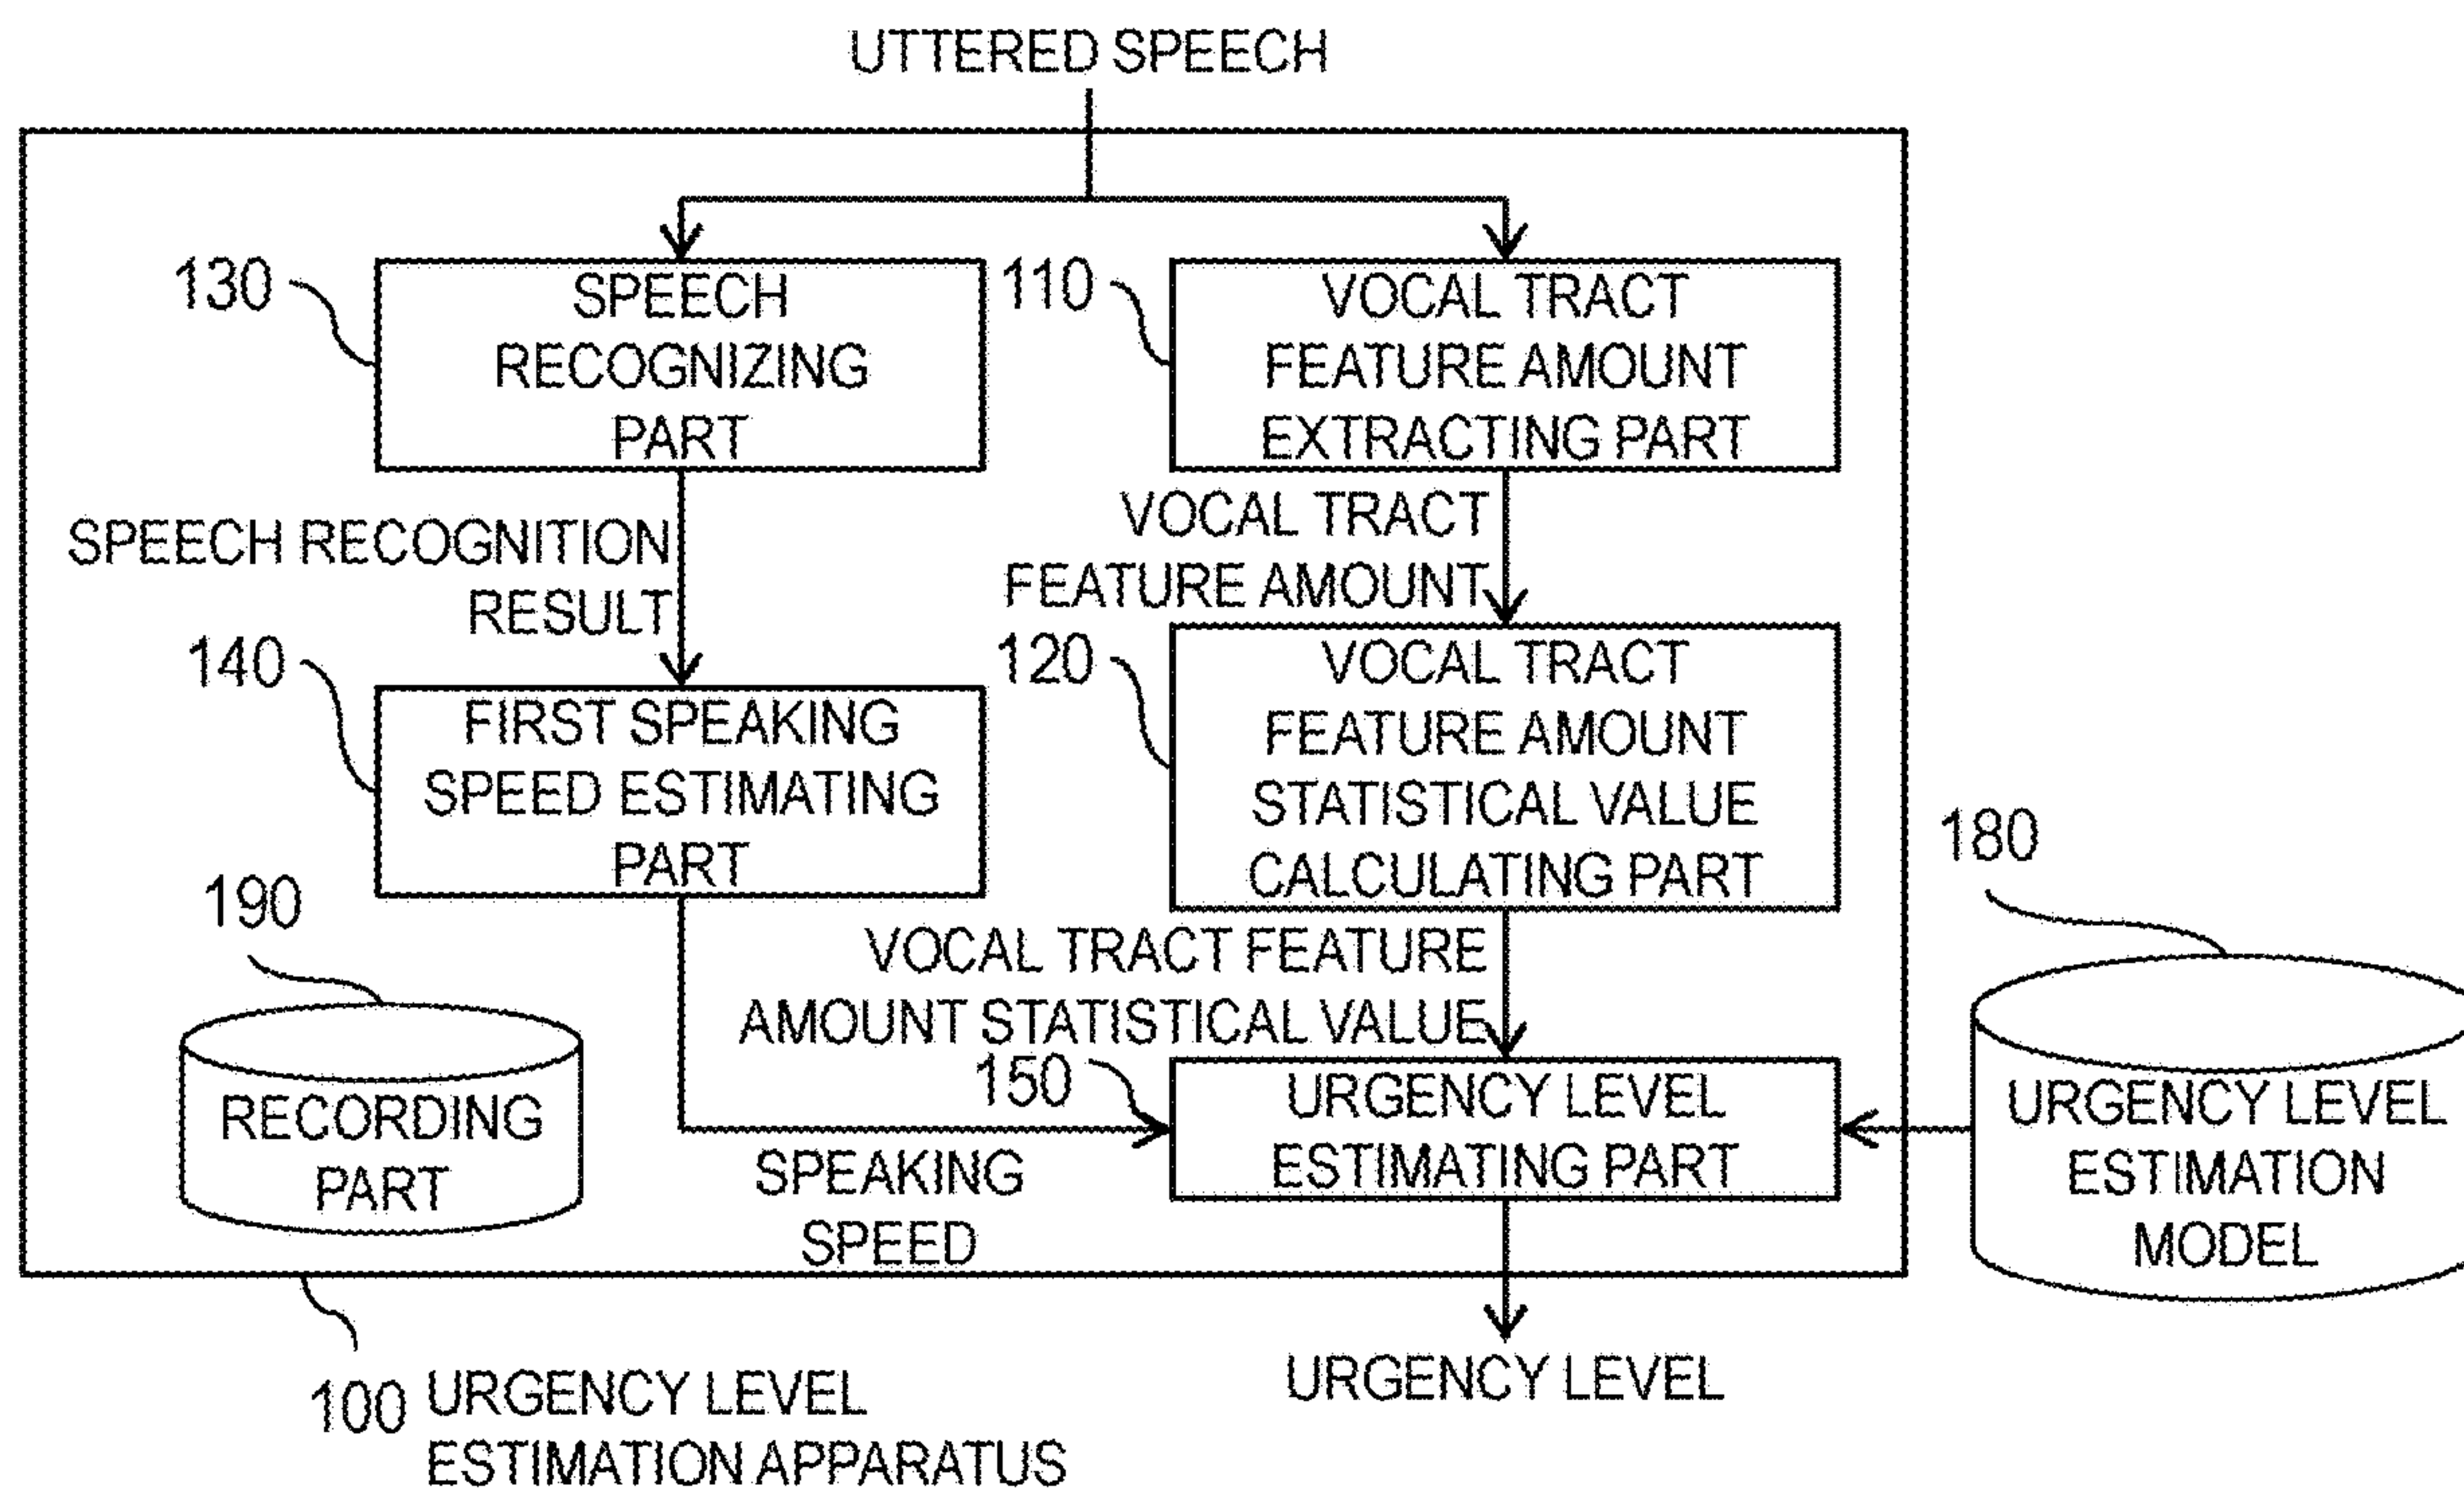 UTTERED SPEECH
130
SPEECH
RECOGNIZING
PART
110
VOCAL TRACT
FEATURE AMOUNT
EXTRACTING PART
SPEECH RECOGNITION
RESULT
VOCAL TRACT
FEATURE AMOUNT
140
FIRST SPEAKING
SPEED ESTIMATING
PART
120
VOCAL TRACT
FEATURE AMOUNT
STATISTICAL VALUE
CALCULATING PART
180
190
RECORDING
PART
VOCAL TRACT FEATURE
AMOUNT STATISTICAL VALUE
150
URGENCY LEVEL
ESTIMATING PART
URGENCY LEVEL
ESTIMATION
MODEL
SPEAKING
SPEED
100 URGENCY LEVEL
ESTIMATION APPARATUS
URGENCY LEVEL